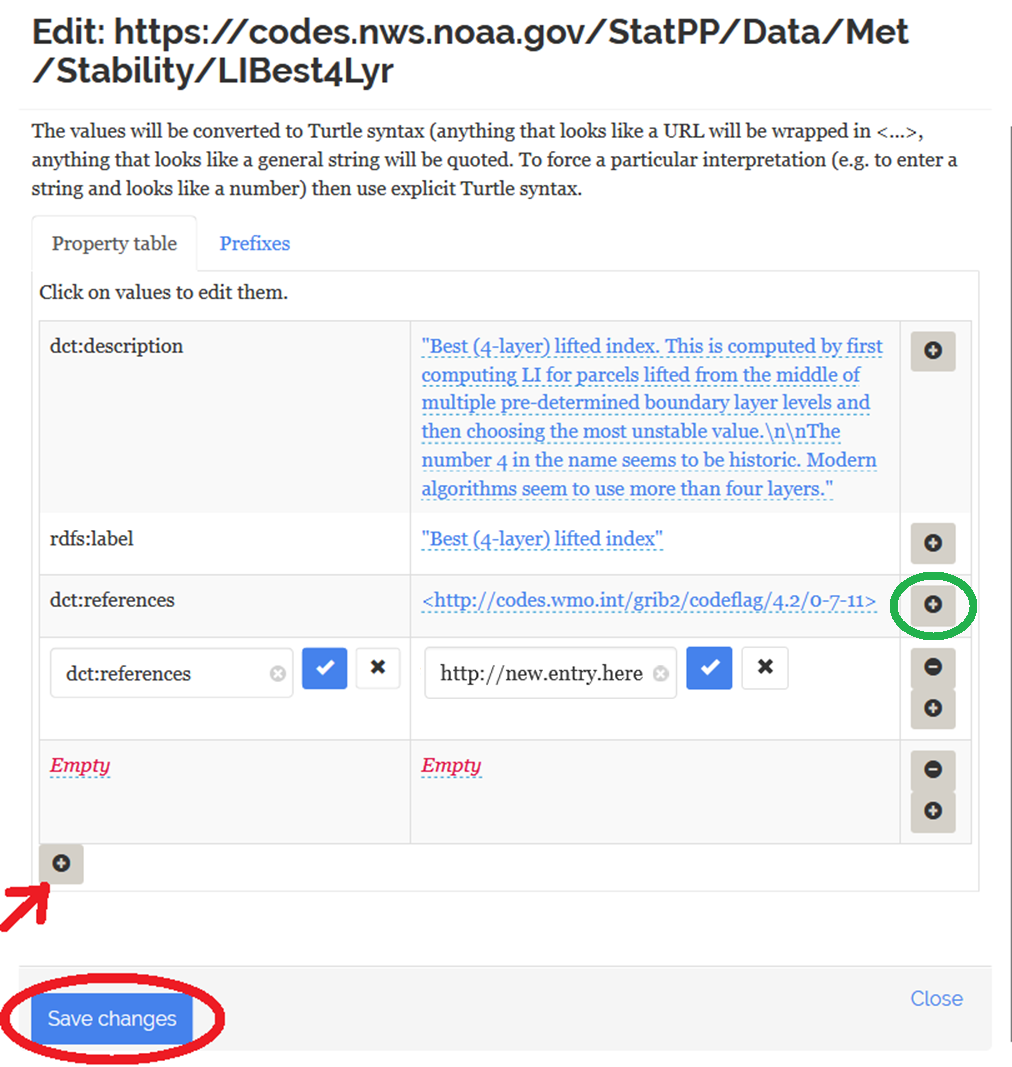 Edit: https://codes.nws.noaa.gov/StatPP/Data/Met
/Stability/LIBest4Lyr
The values will be converted to Turtle syntax (anything that looks like a URL will be wrapped in <...>,
anything that looks like a general string will be quoted. To force a particular interpretation (e.g. to enter a
string and looks like a number) then use explicit Turtle syntax.
Property table
Prefixes
Click on values to edit them.
dct:description
"Best (4-layer) lifted index. This is computed by first
computing LI for parcels lifted from the middle of
multiple pre-determined boundary layer levels and
then choosing the most unstable value.\n\nThe
number 4 in the name seems to be historic. Modern
algorithms seem to use more than four layers."
rdfs:label
"Best (4-layer) lifted index"
dct:references
<http://codes.wmo.int/grib2/codeflag/4.2/0-7-11>
dct:references
http://new.entry.here
Empty
Empty
Save changes
Close